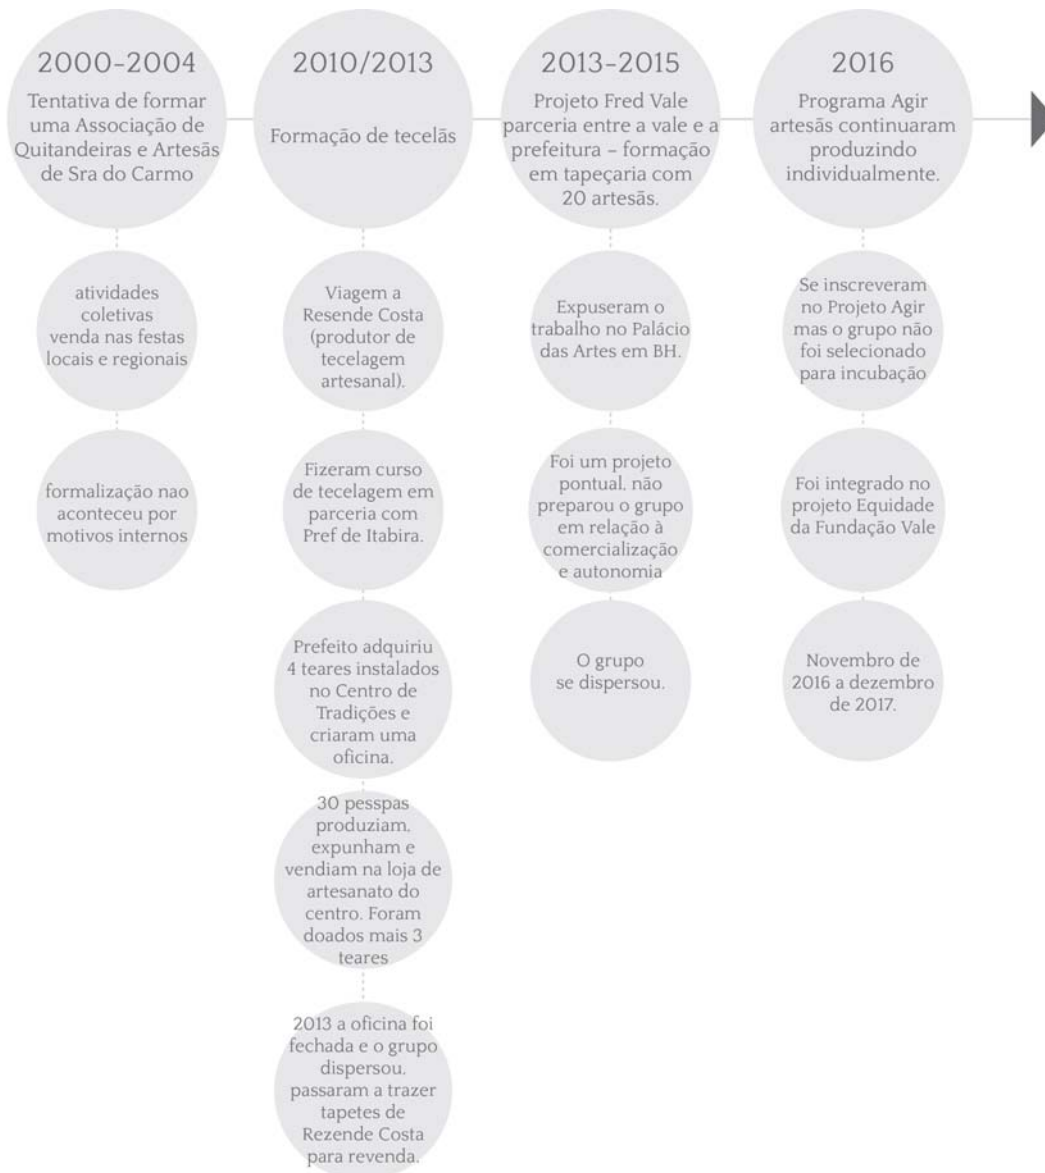 2000-2004
Tentativa de formar
uma Associação de
Quitandeiras e Artesãs
de Sra do Carmo
atividades
coletivas
venda nas festas
locais e regionais
formalização nao
aconteceu por
motivos internos
2010/2013
Formação de tecelãs
Viagem a
Resende Costa
(produtor de
tecelagem
artesanal).
Fizeram curso
de tecelagem em
parceria com
Pref de Itabira.
Prefeito adquiriu
4 teares instalados
no Centro de
Tradições e
criaram uma
oficina.
30 pesspas
produziam,
expunham e
vendiam na loja de
artesanato do
centro. Foram
doados mais 3
teares
2013 a oficina foi
fechada e o grupo
dispersou,
passaram a trazer
tapetes de
Rezende Costa
para revenda.
2013-2015
Projeto Fred Vale
parceria entre a vale e a
prefeitura – formação
em tapeçaria com
20 artesãs.
Expuseram o
trabalho no Palácio
das Artes em BH.
Foi um projeto
pontual, não
preparou o grupo
em relação à
comercialização
e autonomia
O grupo
se dispersou.
2016
Programa Agir
artesãs continuaram
produzindo
individualmente.
Se inscreveram
no Projeto Agir
mas o grupo não
foi selecionado
para incubação
Foi integrado no
projeto Equidade
da Fundação Vale
Novembro de
2016 a dezembro
de 2017.